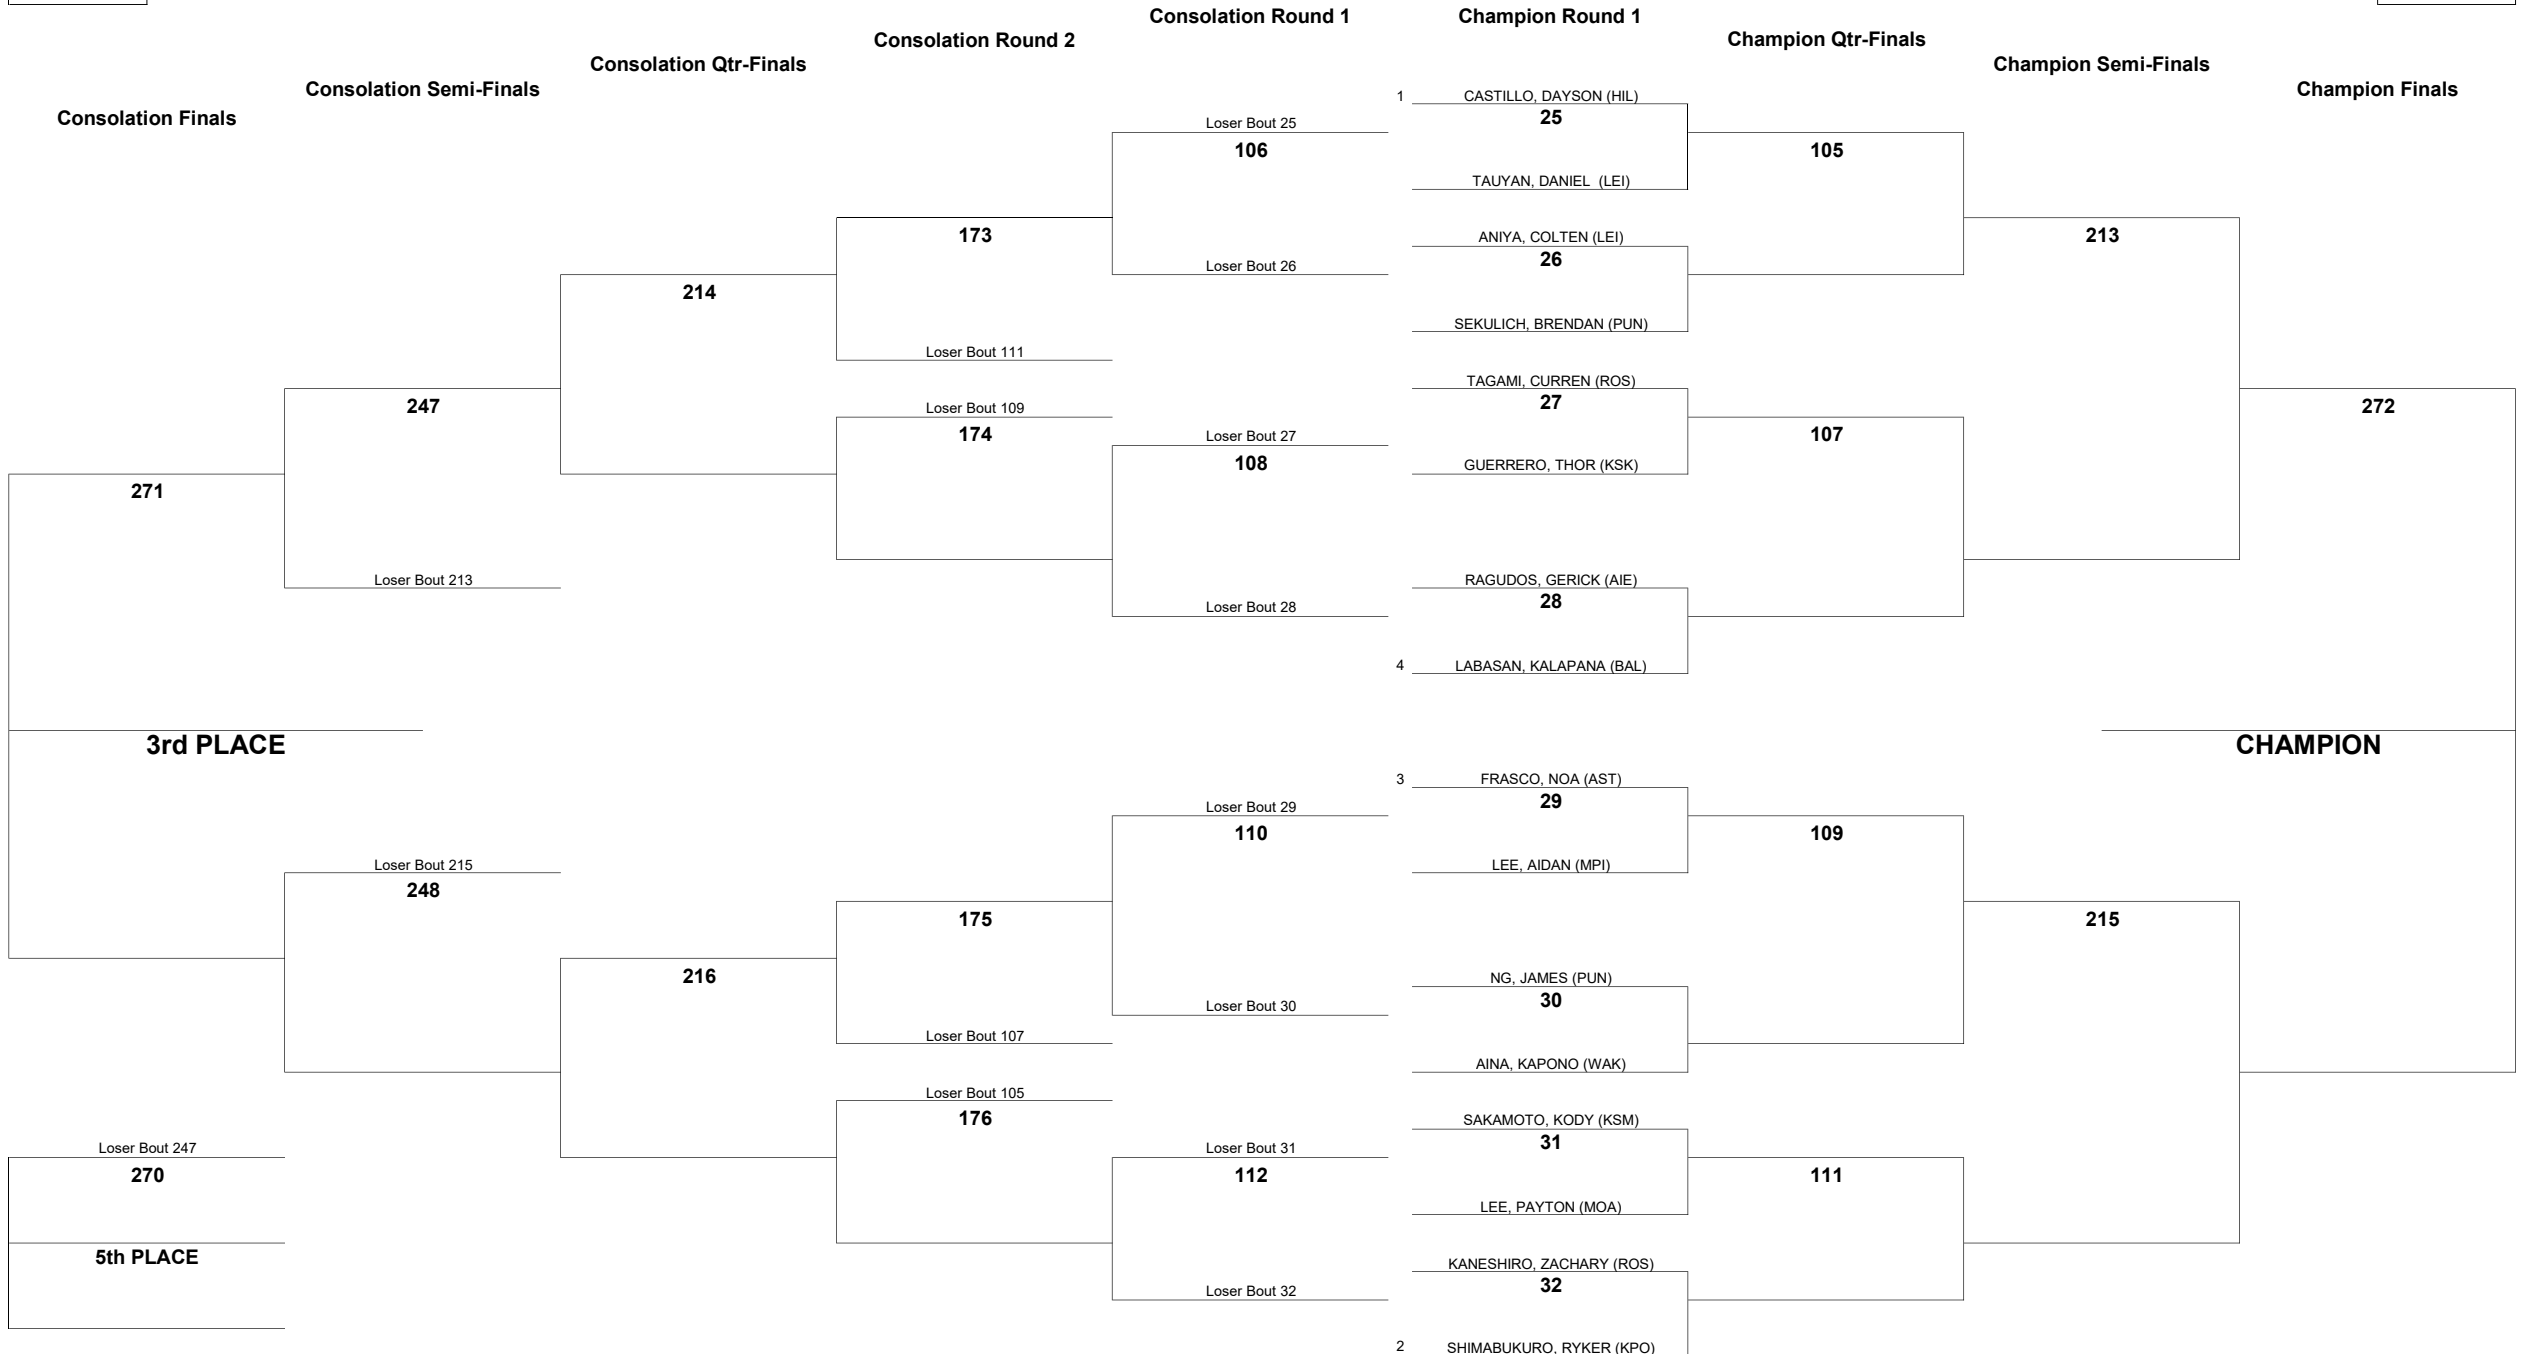 Consolation Round 1
Champion Round 1
Consolation Round 2
Champion Qtr-Finals
Consolation Qtr-Finals
Champion Semi-Finals
Consolation Semi-Finals
Champion Finals
Consolation Finals
1 CASTILLO, DAYSON (HIL)
25
Loser Bout 25
106
105
TAUYAN, DANIEL (LEI)
173
ANIYA, COLTEN (LEI)
213
26
Loser Bout 26
214
SEKULICH, BRENDAN (PUN)
Loser Bout 111
TAGAMI, CURREN (ROS)
247
Loser Bout 109
27
272
174
Loser Bout 27
107
108
GUERRERO, THOR (KSK)
271
Loser Bout 213
RAGUDOS, GERICK (AIE)
28
Loser Bout 28
4 LABASAN, KALAPANA (BAL)
3rd PLACE
CHAMPION
3 FRASCO, NOA (AST)
29
Loser Bout 29
110
109
Loser Bout 215
LEE, AIDAN (MPI)
248
175
215
216
NG, JAMES (PUN)
30
Loser Bout 30
Loser Bout 107
AINA, KAPONO (WAK)
Loser Bout 105
176
SAKAMOTO, KODY (KSM)
31
Loser Bout 247
Loser Bout 31
270
112
111
LEE, PAYTON (MOA)
5th PLACE
KANESHIRO, ZACHARY (ROS)
32
Loser Bout 32
2 SHIMABUKURO, RYKER (KPO)